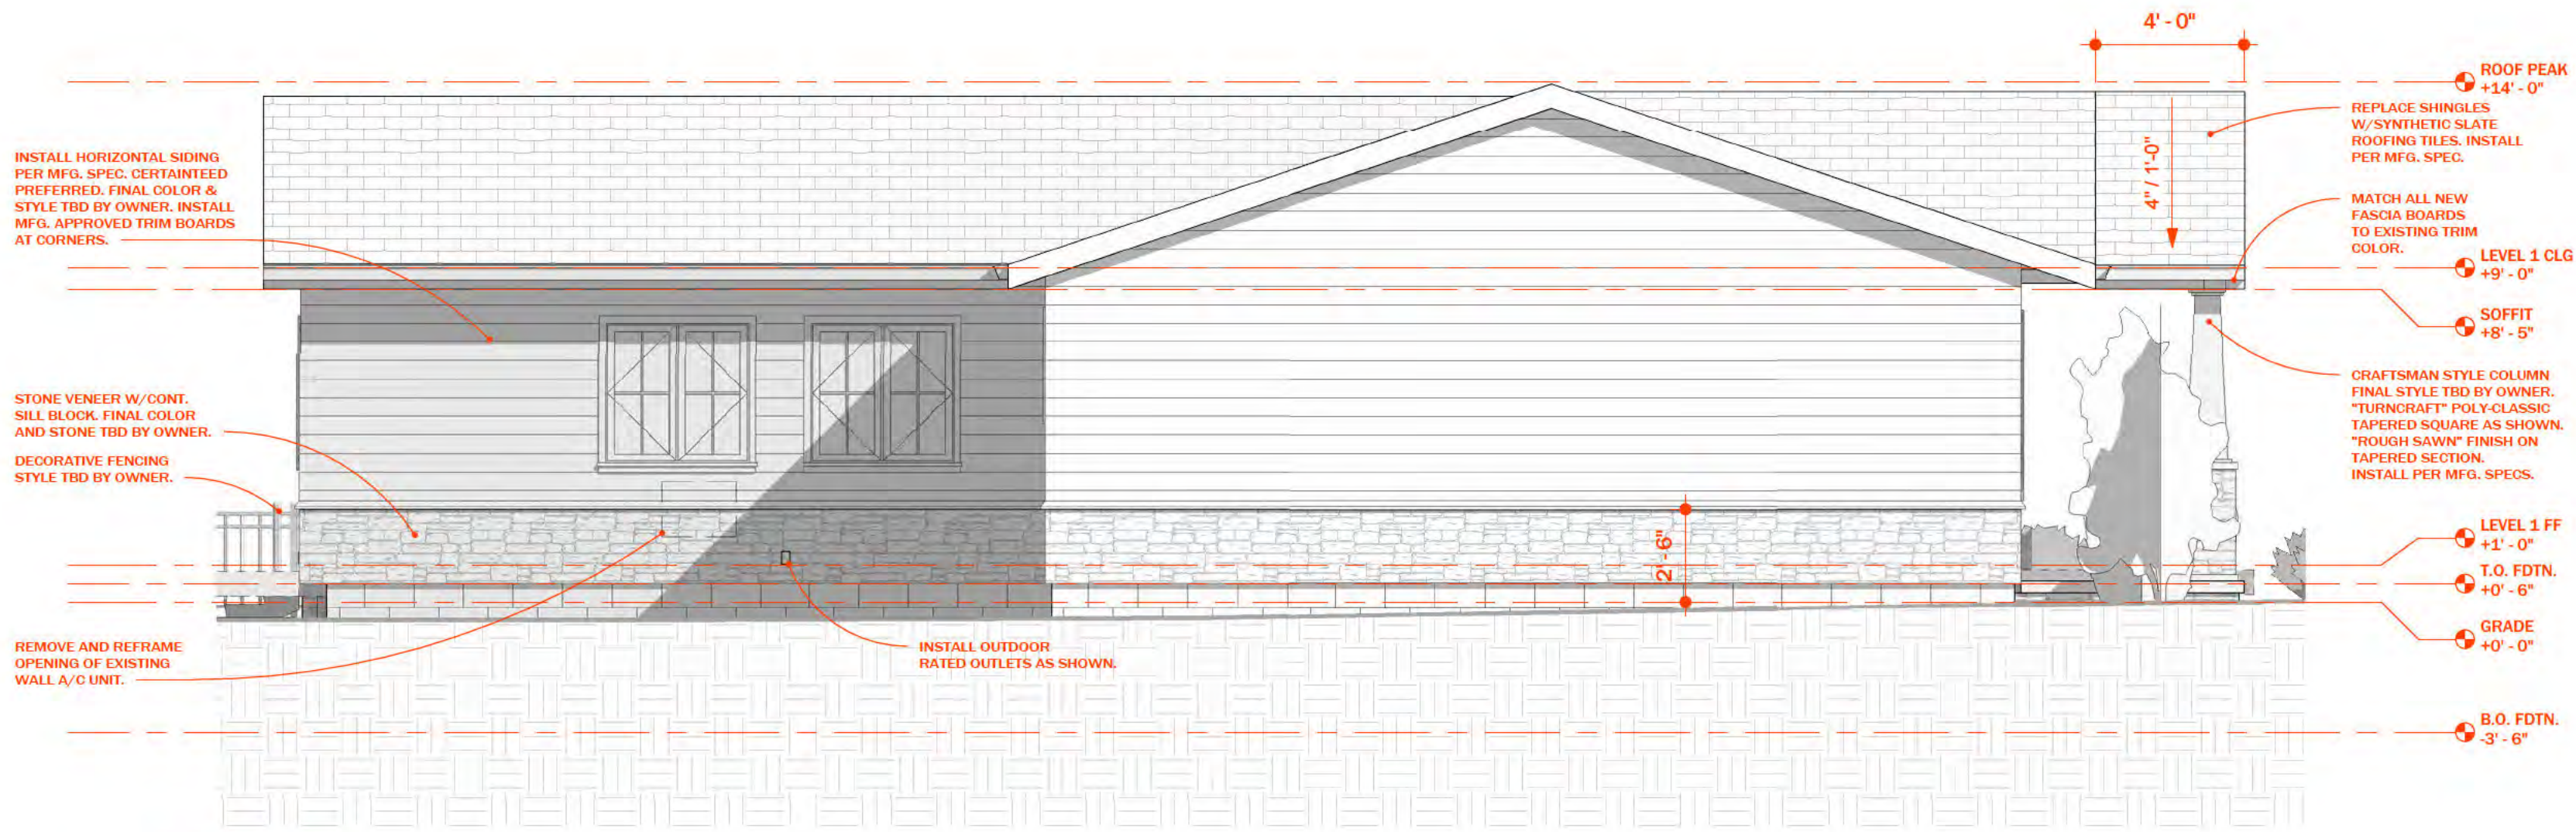 4' - 0"
ROOF PEAK
+14' - 0"
REPLACE SHINGLES
W/SYNTHETIC SLATE
ROOFING TILES. INSTALL
PER MFG. SPEC.
4" / 1'-0"
MATCH ALL NEW
FASCIA BOARDS
TO EXISTING TRIM
COLOR.
LEVEL 1 CLG
+9' - 0"
SOFFIT
+8' - 5"
CRAFTSMAN STYLE COLUMN
FINAL STYLE TBD BY OWNER.
"TURNCRAFT" POLY-CLASSIC
TAPERED SQUARE AS SHOWN.
"ROUGH SAWN" FINISH ON
TAPERED SECTION.
INSTALL PER MFG. SPECS.
LEVEL 1 FF
+1' - 0"
T.O. FDTN.
+0' - 6"
GRADE
+0' - 0"
B.O. FDTN.
-3' - 6"
INSTALL HORIZONTAL SIDING
PER MFG. SPEC. CERTAINTEED
PREFERRED. FINAL COLOR &
STYLE TBD BY OWNER. INSTALL
MFG. APPROVED TRIM BOARDS
AT CORNERS.
STONE VENEER W/CONT.
SILL BLOCK. FINAL COLOR
AND STONE TBD BY OWNER.
DECORATIVE FENCING
STYLE TBD BY OWNER.
REMOVE AND REFRAME
OPENING OF EXISTING
WALL A/C UNIT.
INSTALL OUTDOOR
RATED OUTLETS AS SHOWN.
2' - 6"